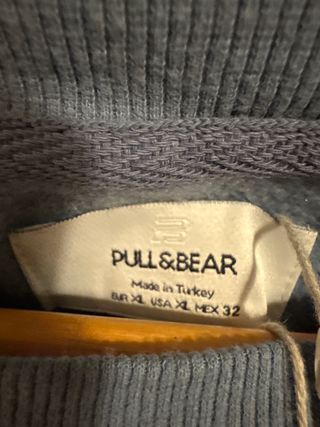 PULL&BEAR
Made in Turkey
EUR XL USA XL MEX 32